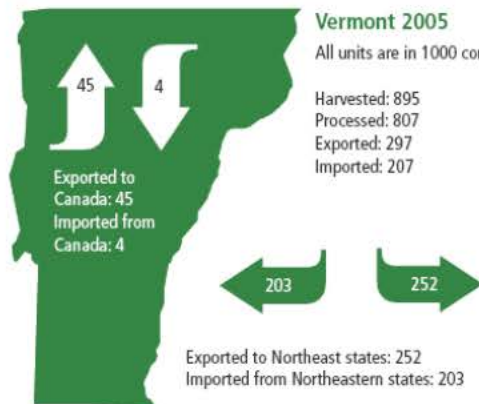 Vermont 2005
All units are in 1000
Harvested: 895
Processed: 807
Exported: 297
Imported: 207
45
4
Exported to
Canada: 45
Imported from
Canada: 4
203
252
Exported to Northeast states: 252
Imported from Northeastern states: 203